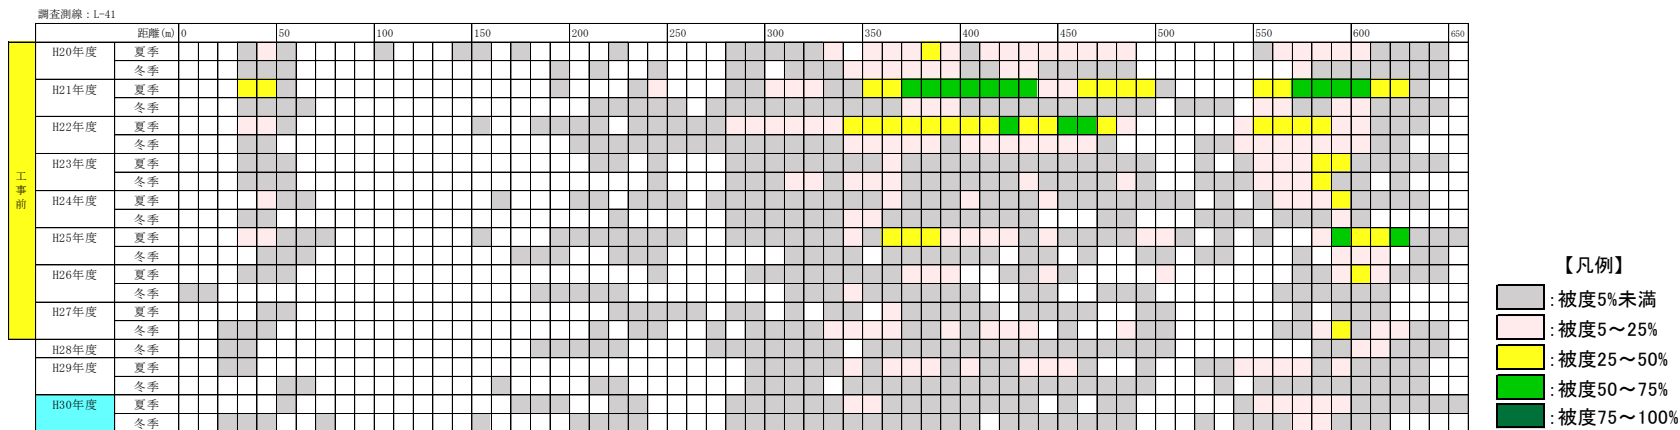 調査測線：L-41
距離(m) 0 50 100 150 200 250 300 350 400 450 500 550 600 650
工事前
H20年度 夏季
冬季
H21年度 夏季
冬季
H22年度 夏季
冬季
H23年度 夏季
冬季
H24年度 夏季
冬季
H25年度 夏季
冬季
H26年度 夏季
冬季
H27年度 夏季
冬季
H28年度 冬季
H29年度 夏季
冬季
H30年度 夏季
冬季
【凡例】
:被度5%未満
:被度5～25%
:被度25～50%
:被度50～75%
:被度75～100%